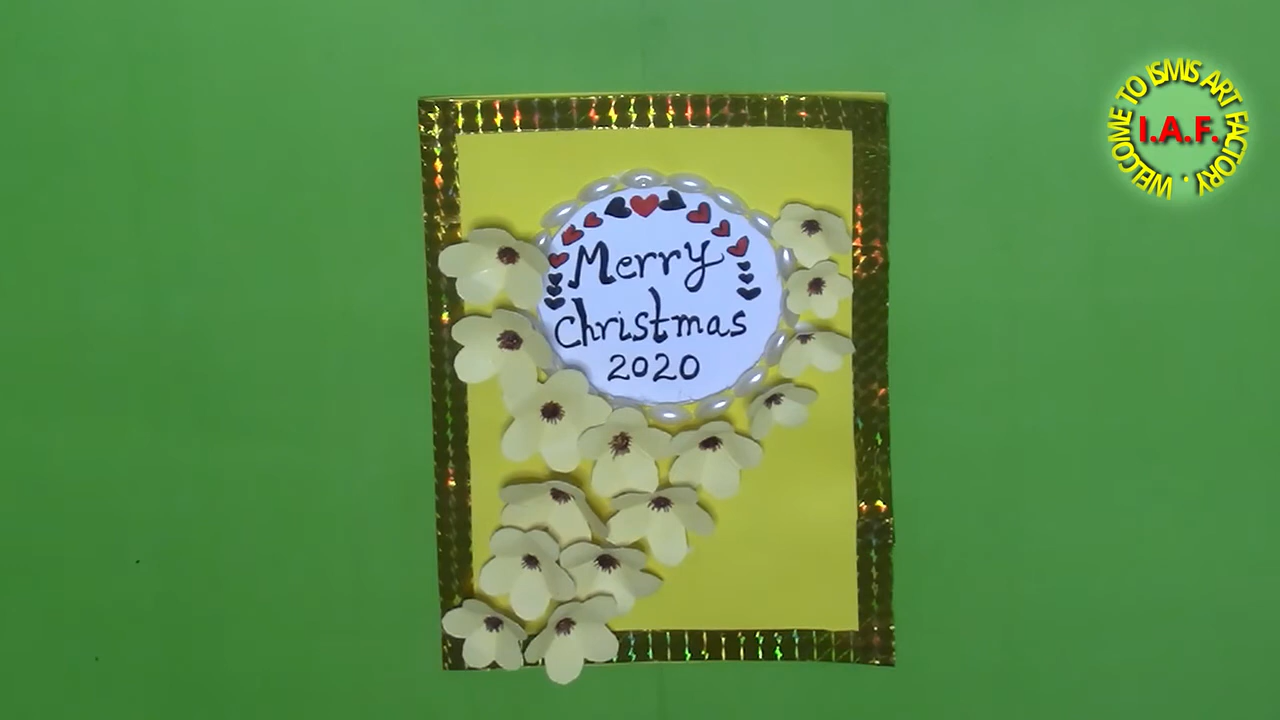 Merry
Christmas
2020
WELCOME TO ISMIS ART FACTORY .
I.A.F.